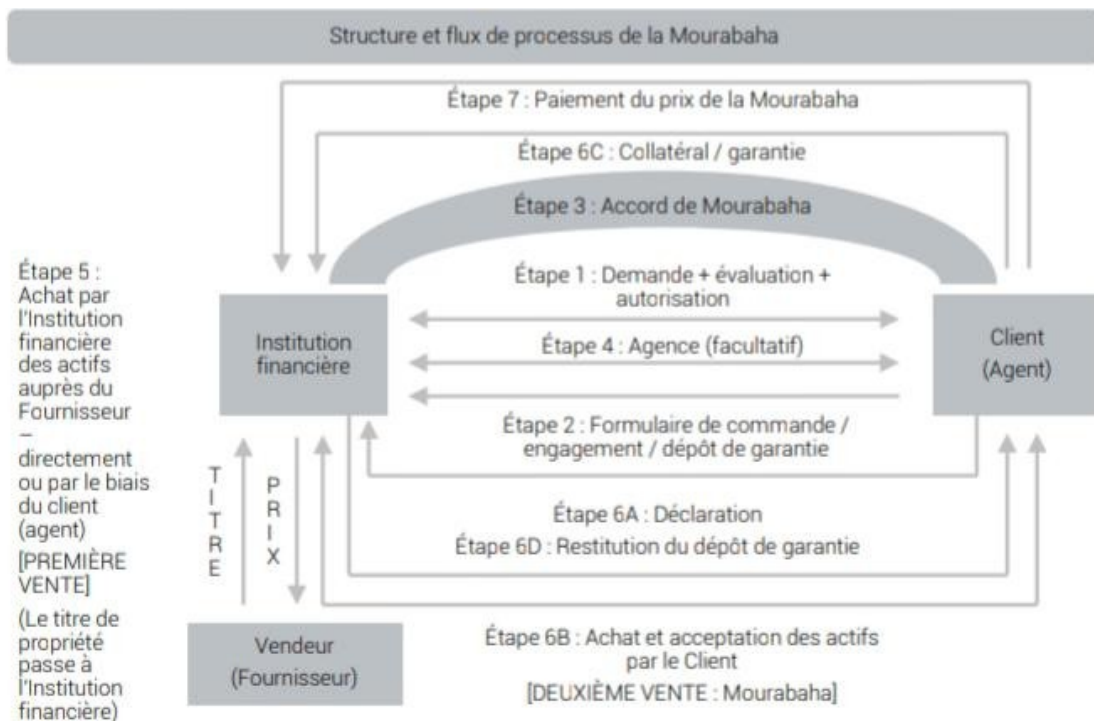 Structure et flux de processus de la Mourabaha
Étape 7 : Paiement du prix de la Mourabaha
Étape 6C : Collatéral / garantie
Étape 3 : Accord de Mourabaha
Étape 5 :
Achat par
l'Institution
financière
des actifs
auprès du
Fournisseur
–
directement
ou par le biais
du client
(agent)
[PREMIÈRE
VENTE]
(Le titre de
propriété
passe à
l'Institution
financière)
Étape 1 : Demande + évaluation +
autorisation
Institution
financière
Client
(Agent)
Étape 4 : Agence (facultatif)
Étape 2 : Formulaire de commande /
engagement / dépôt de garantie
TITRE
PRIX
Étape 6A : Déclaration
Étape 6D : Restitution du dépôt de garantie
Vendeur
(Fournisseur)
Étape 6B : Achat et acceptation des actifs
par le Client
[DEUXIÈME VENTE : Mourabaha]